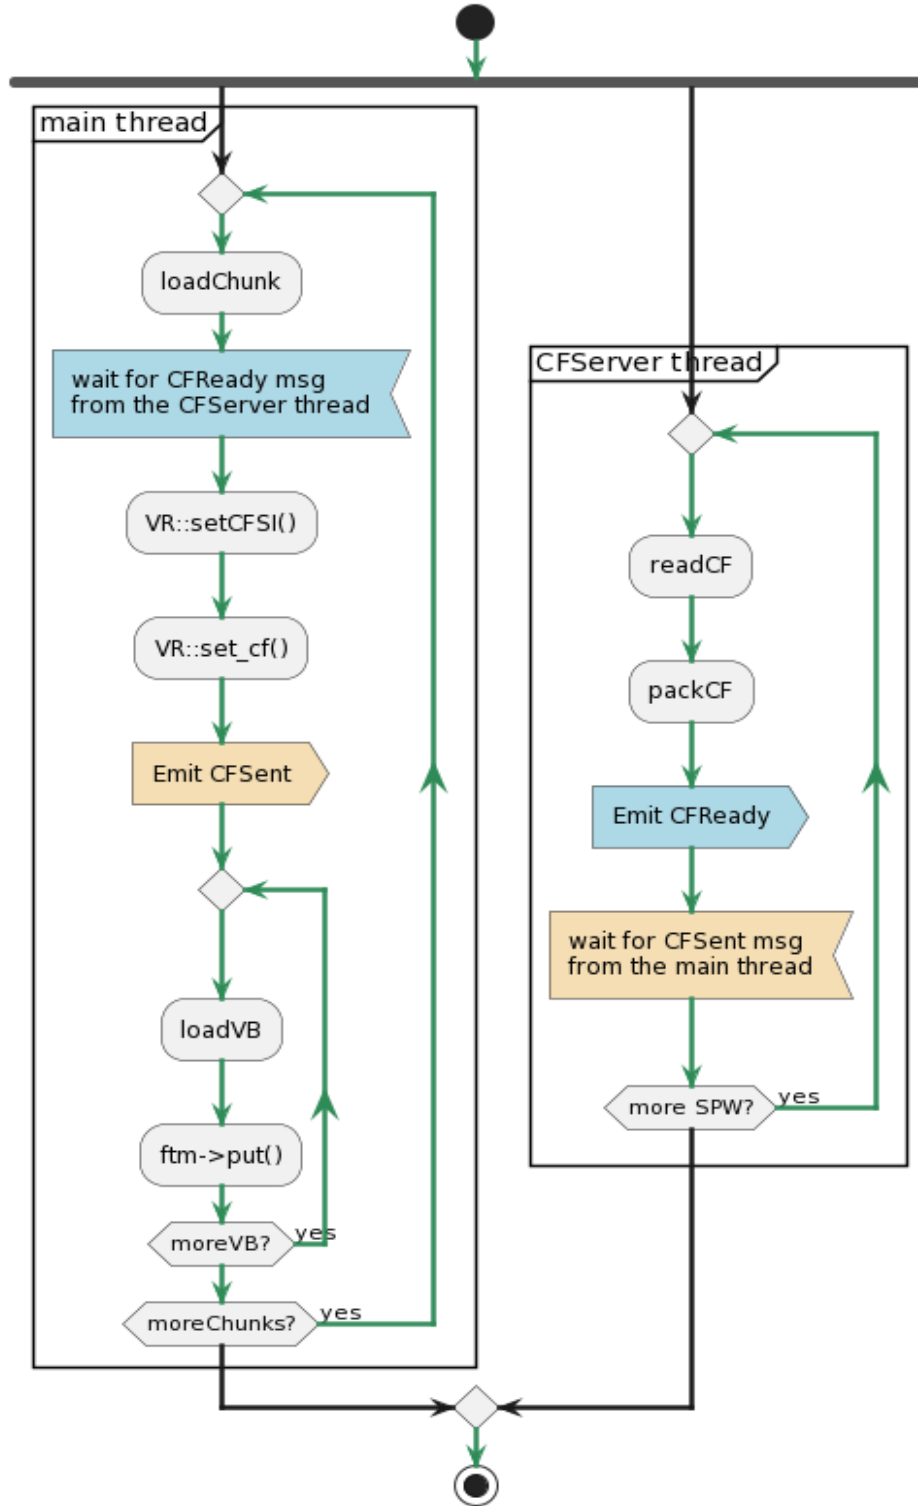 main thread
loadChunk
wait for CFReady msg
from the CFServer thread
VR::setCFSI()
VR::set_cf()
Emit CFSent
loadVB
ftm->put()
moreVB?
yes
moreChunks?
yes
CFServer thread
readCF
packCF
Emit CFReady
wait for CFSent msg
from the main thread
more SPW?
yes